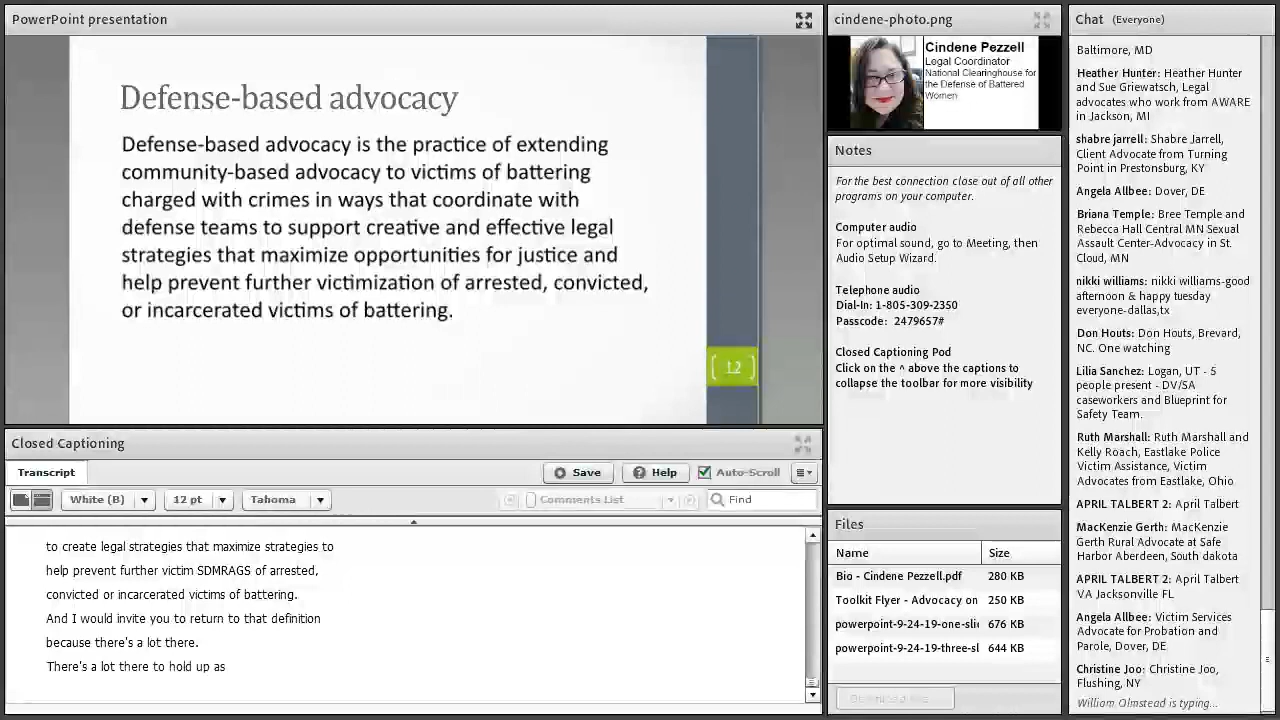 PowerPoint presentation
Defense-based advocacy
Defense-based advocacy is the practice of extending
community-based advocacy to victims of battering
charged with crimes in ways that coordinate with
defense teams to support creative and effective legal
strategies that maximize opportunities for justice and
help prevent further victimization of arrested, convicted,
or incarcerated victims of battering.
12
Closed Captioning
Transcript
Save
Help
Auto-Scroll
White (B)
12 pt
Tahoma
Comments List
Find
to create legal strategies that maximize strategies to
help prevent further victim SDMRAGS of arrested,
convicted or incarcerated victims of battering.
And I would invite you to return to that definition
because there's a lot there.
There's a lot there to hold up as
cindene-photo.png
Cindene Pezzell
Legal Coordinator
National Clearinghouse for
the Defense of Battered
Women
Notes
For the best connection close out of all other
programs on your computer.
Computer audio
For optimal sound, go to Meeting, then
Audio Setup Wizard.
Telephone audio
Dial-In: 1-805-309-2350
Passcode: 2479657#
Closed Captioning Pod
Click on the ^ above the captions to
collapse the toolbar for more visibility
Files
Name Size
Bio - Cindene Pezzell.pdf 280 KB
Toolkit Flyer - Advocacy on 250 KB
powerpoint-9-24-19-one-sli 676 KB
powerpoint-9-24-19-three-sl 644 KB
Chat (Everyone)
Baltimore, MD
Heather Hunter: Heather Hunter
and Sue Griewatsch, Legal
advocates who work from AWARE
in Jackson, MI
shabre jarrell: Shabre Jarrell,
Client Advocate from Turning
Point in Prestonsburg, KY
Angela Allbee: Dover, DE
Briana Temple: Bree Temple and
Rebecca Hall Central MN Sexual
Assault Center-Advocacy in St.
Cloud, MN
nikki williams: nikki williams-good
afternoon & happy tuesday
everyone-dallas,tx
Don Houts: Don Houts, Brevard,
NC. One watching
Lilia Sanchez: Logan, UT - 5
people present - DV/SA
caseworkers and Blueprint for
Safety Team.
Ruth Marshall: Ruth Marshall and
Kelly Roach, Eastlake Police
Victim Assistance, Victim
Advocates from Eastlake, Ohio
APRIL TALBERT 2: April Talbert
MacKenzie Gerth: MacKenzie
Gerth Rural Advocate at Safe
Harbor Aberdeen, South dakota
APRIL TALBERT 2: April Talbert
VA Jacksonville FL
Angela Allbee: Victim Services
Advocate for Probation and
Parole, Dover, DE
Christine Joo: Christine Joo,
Flushing, NY
William Olmstead is typing...